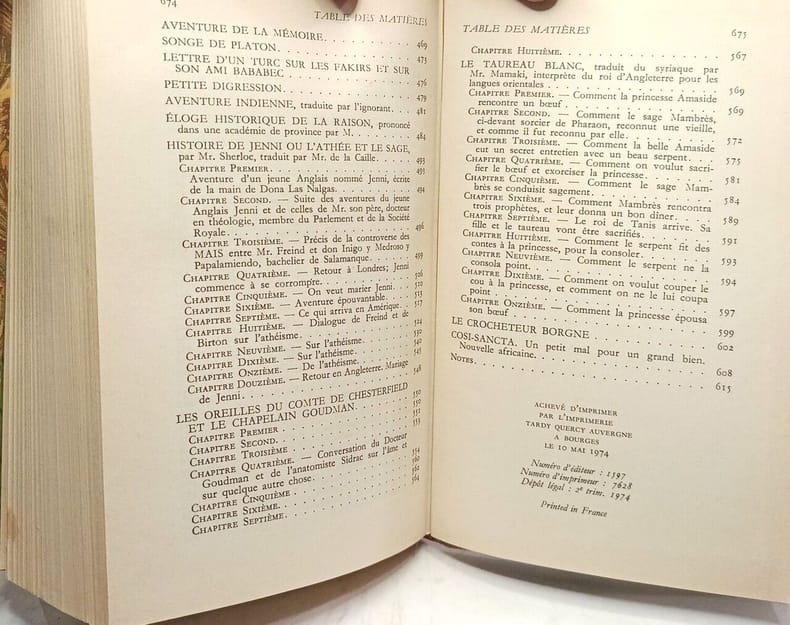 674
TABLE DES MATIÈRES
AVENTURE DE LA MÉMOIRE. 469
SONGE DE PLATON. 473
LETTRE D'UN TURC SUR LES FAKIRS ET SUR
SON AMI BABABEC 476
PETITE DIGRESSION. 479
AVENTURE INDIENNE, traduite par l'ignorant. 481
ÉLOGE HISTORIQUE DE LA RAISON, prononcé
dans une académie de province par M. 484
HISTOIRE DE JENNI OU L'ATHÉE ET LE SAGE,
par Mr. Sherloc, traduit par Mr. de la Caille. 493
CHAPITRE PREMIER. 493
Aventure d'un jeune Anglais nommé Jenni, écrite
de la main de Dona Las Nalgas. 494
CHAPITRE SECOND. — Suite des aventures du jeune
Anglais Jenni et de celles de Mr. son père, docteur
en théologie, membre du Parlement et de la Société
Royale. 496
CHAPITRE TROISIÈME. — Précis de la controverse des
MAIS entre Mr. Freind et don Inigo y Medroso y
Papalamiendo, bachelier de Salamanque. 499
CHAPITRE QUATRIÈME. — Retour à Londres; Jenni
commence à se corrompre. 506
CHAPITRE CINQUIÈME. — On veut marier Jenni. 510
CHAPITRE SIXIÈME. — Aventure épouvantable. 515
CHAPITRE SEPTIÈME. — Ce qui arriva en Amérique. 517
CHAPITRE HUITIÈME. — Dialogue de Freind et de
Birton sur l'athéisme. 524
CHAPITRE NEUVIÈME. — Sur l'athéisme. 530
CHAPITRE DIXIÈME. — Sur l'athéisme. 540
CHAPITRE ONZIÈME. — De l'athéisme. 545
CHAPITRE DOUZIÈME. — Retour en Angleterre. Mariage
de Jenni. 548
LES OREILLES DU COMTE DE CHESTERFIELD
ET LE CHAPELAIN GOUDMAN. 550
CHAPITRE PREMIER 550
CHAPITRE SECOND. 551
CHAPITRE TROISIÈME 553
CHAPITRE QUATRIÈME. — Conversation du Docteur
Goudman et de l'anatomiste Sidrac sur l'âme et
sur quelque autre chose. 554
CHAPITRE CINQUIÈME 560
CHAPITRE SIXIÈME. 562
CHAPITRE SEPTIÈME. 564
TABLE DES MATIÈRES 675
CHAPITRE HUITIÈME. 567
LE TAUREAU BLANC, traduit du syriaque par
Mr. Mamaki, interprète du roi d'Angleterre pour les
langues orientales 569
CHAPITRE PREMIER. — Comment la princesse Amaside
rencontra un bœuf 569
CHAPITRE SECOND. — Comment le sage Mambrès,
ci-devant sorcier de Pharaon, reconnut une vieille,
et comme il fut reconnu par elle. 572
CHAPITRE TROISIÈME. — Comment la belle Amaside
eut un secret entretien avec un beau serpent. 575
CHAPITRE QUATRIÈME. — Comment on voulut sacri-
fier le bœuf et exorciser la princesse. 581
CHAPITRE CINQUIÈME. — Comment le sage Mam-
brès se conduisit sagement. 584
CHAPITRE SIXIÈME. — Comment Mambrès rencontra
trois prophètes, et leur donna un bon dîner. 589
CHAPITRE SEPTIÈME. — Le roi de Tanis arrive. Sa
fille et le taureau vont être sacrifiés. 591
CHAPITRE HUITIÈME. — Comment le serpent fit des
contes à la princesse, pour la consoler. 593
CHAPITRE NEUVIÈME. — Comment le serpent ne la
consola point. 594
CHAPITRE DIXIÈME. — Comment on voulut couper le
cou à la princesse, et comment on ne le lui coupa
point 597
CHAPITRE ONZIÈME. — Comment la princesse épousa
son bœuf 599
LE CROCHETEUR BORGNE 602
COSI-SANCTA. Un petit mal pour un grand bien.
Nouvelle africaine. 608
NOTES. 615
ACHEVÉ D'IMPRIMER
PAR L'IMPRIMERIE
TARDY QUERCY AUVERGNE
A BOURGES
LE 10 MAI 1974
Numéro d'éditeur : 1597
Numéro d'imprimeur : 7628
Dépôt légal : 2e trim. 1974
Printed in France